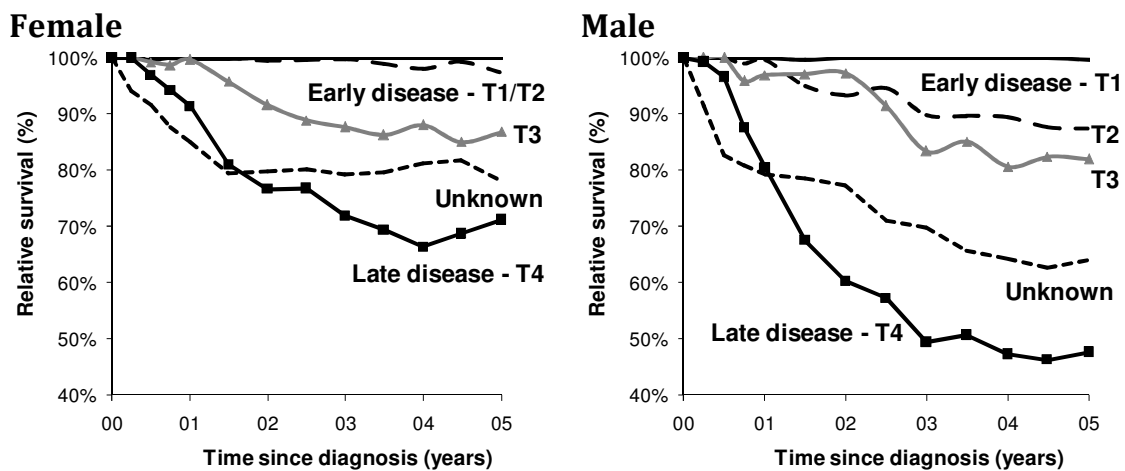 Female
Relative survival (%)
100%
90%
80%
70%
60%
50%
40%
Early disease - T1/T2
T3
Unknown
Late disease - T4
00 01 02 03 04 05
Time since diagnosis (years)
Male
Relative survival (%)
100%
90%
80%
70%
60%
50%
40%
Early disease - T1
T2
T3
Unknown
Late disease - T4
00 01 02 03 04 05
Time since diagnosis (years)